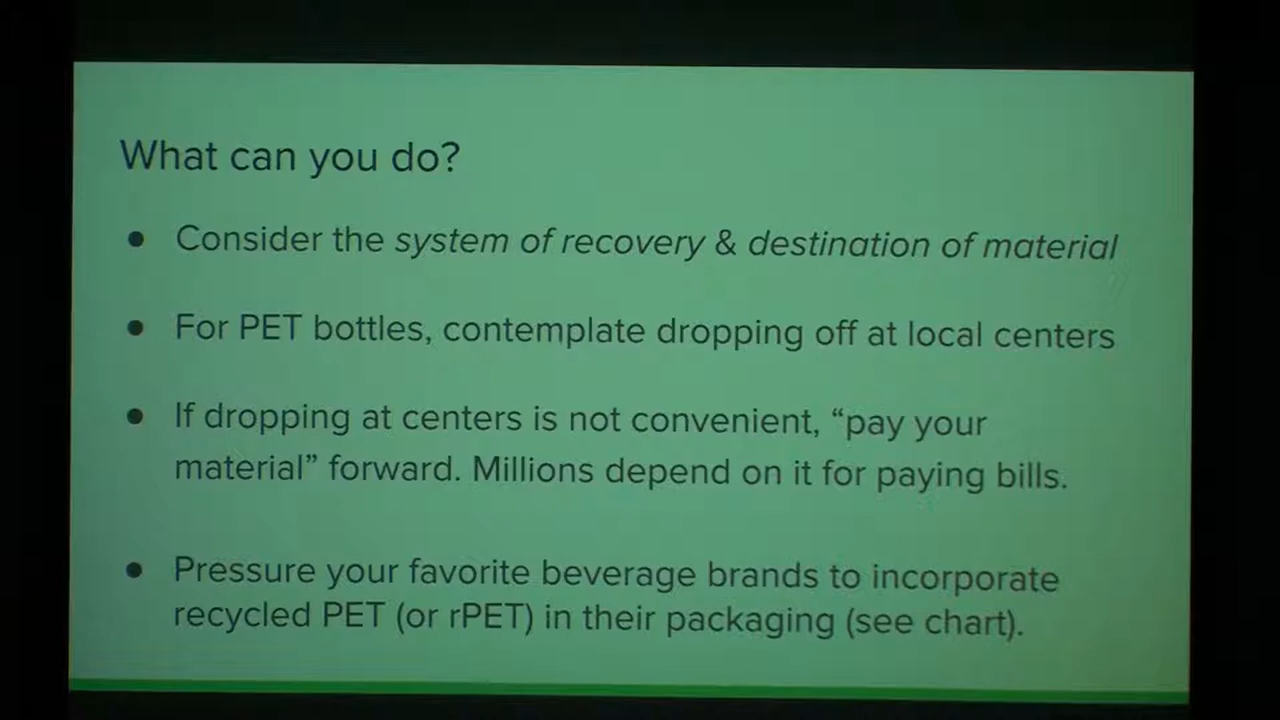 What can you do?
● Consider the system of recovery & destination of material
● For PET bottles, contemplate dropping off at local centers
● If dropping at centers is not convenient, “pay your
material” forward. Millions depend on it for paying bills.
● Pressure your favorite beverage brands to incorporate
recycled PET (or rPET) in their packaging (see chart).